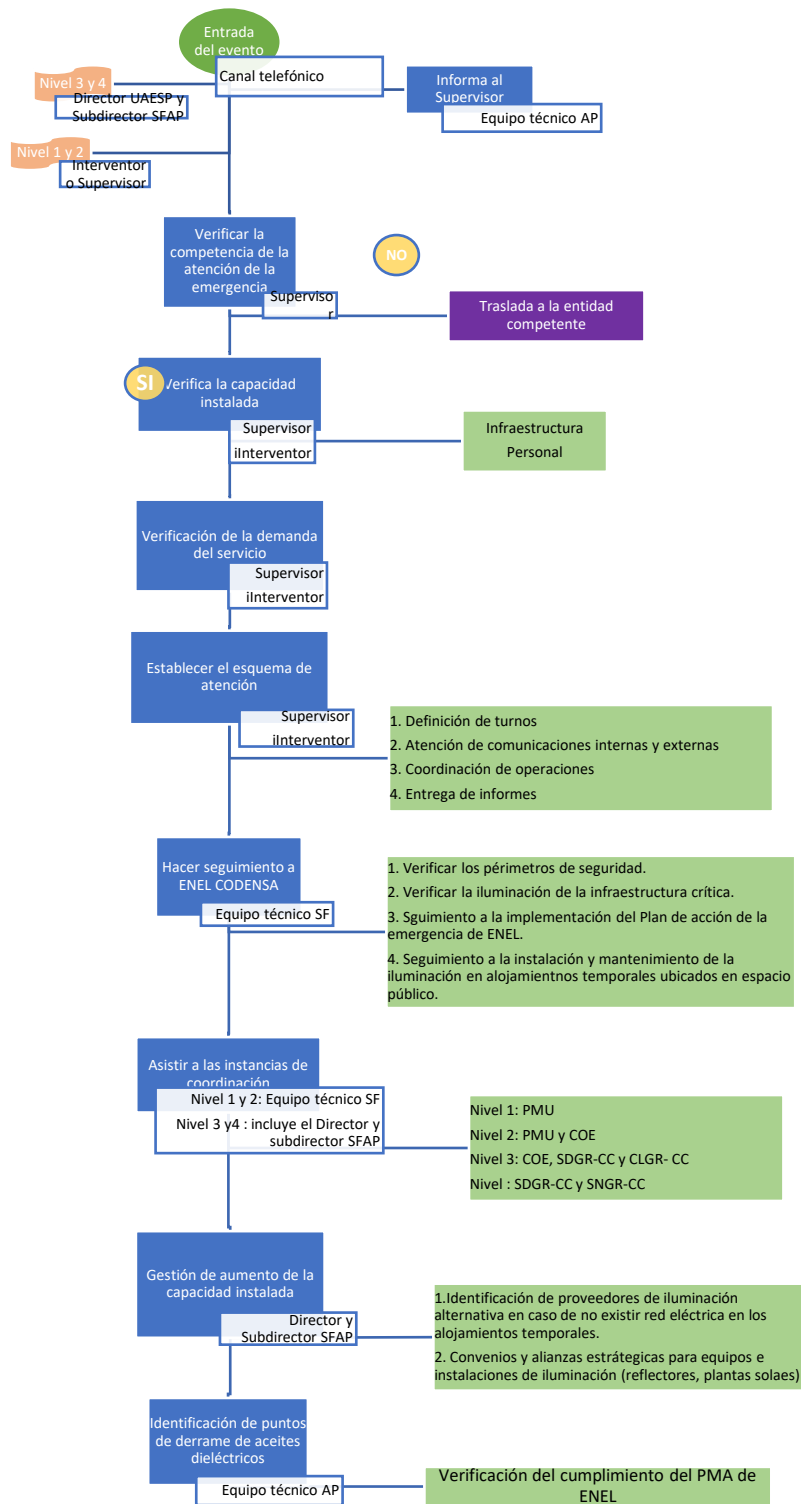 Entrada
del evento
Canal telefónico
Nivel 3 y 4
Director UAESP y
Subdirector SFAP
Informa al
Supervisor
Equipo técnico AP
Nivel 1 y 2
Interventor
o Supervisor
Verificar la
competencia de la
atención de la
emergencia
Superviso
r
NO
Traslada a la entidad
competente
SI
Verifica la capacidad
instalada
Supervisor
iInterventor
Infraestructura
Personal
Verificación de la demanda
del servicio
Supervisor
iInterventor
Establecer el esquema de
atención
Supervisor
iInterventor
1. Definición de turnos
2. Atención de comunicaciones internas y externas
3. Coordinación de operaciones
4. Entrega de informes
Hacer seguimiento a
ENEL CODENSA
Equipo técnico SF
1. Verificar los périmetros de seguridad.
2. Verificar la iluminación de la infraestructura crítica.
3. Sguimiento a la implementación del Plan de acción de la
emergencia de ENEL.
4. Seguimiento a la instalación y mantenimiento de la
iluminación en alojamientnos temporales ubicados en espacio
público.
Asistir a las instancias de
coordinación
Nivel 1 y 2: Equipo técnico SF
Nivel 3 y4 : incluye el Director y
subdirector SFAP
Nivel 1: PMU
Nivel 2: PMU y COE
Nivel 3: COE, SDGR-CC y CLGR- CC
Nivel : SDGR-CC y SNGR-CC
Gestión de aumento de la
capacidad instalada
Director y
Subdirector SFAP
1.Identificación de proveedores de iluminación
alternativa en caso de no existir red eléctrica en los
alojamientos temporales.
2. Convenios y alianzas estrátegicas para equipos e
instalaciones de iluminación (reflectores, plantas solaes)
Identificación de puntos
de derrame de aceites
dieléctricos
Equipo técnico AP
Verificación del cumplimiento del PMA de
ENEL